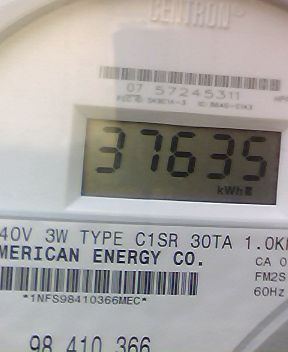 CENTRON
07 57245311
37635
kWh
40V 3W TYPE C1SR 30TA 1.0K
MERICAN ENERGY CO.
CA 0
FM2S
*1NFS98410366MEC*
60Hz
98 410 366